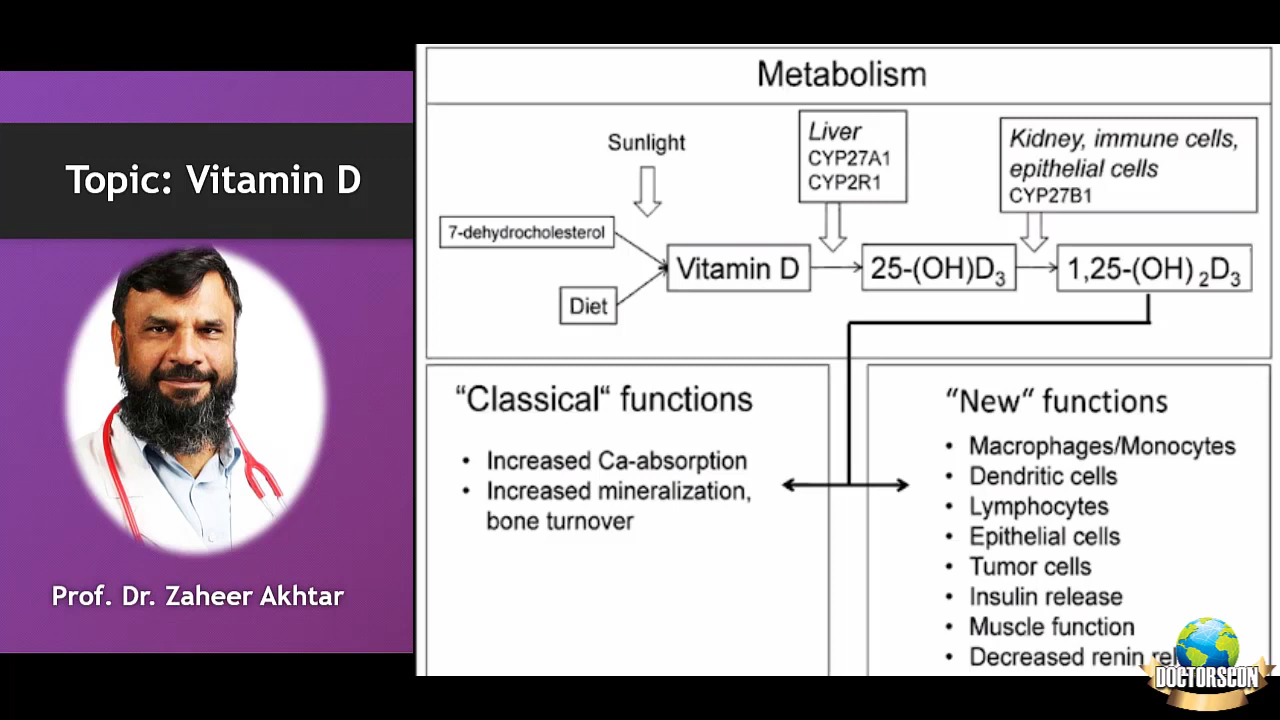 Topic: Vitamin D
Prof. Dr. Zaheer Akhtar
Metabolism
Sunlight
Liver
CYP27A1
CYP2R1
Kidney, immune cells,
epithelial cells
CYP27B1
7-dehydrocholesterol
Diet
Vitamin D
25-(OH)D3
1,25-(OH) 2D3
“Classical“ functions
• Increased Ca-absorption
• Increased mineralization,
bone turnover
“New“ functions
• Macrophages/Monocytes
• Dendritic cells
• Lymphocytes
• Epithelial cells
• Tumor cells
• Insulin release
• Muscle function
• Decreased renin
DOCTORSCON